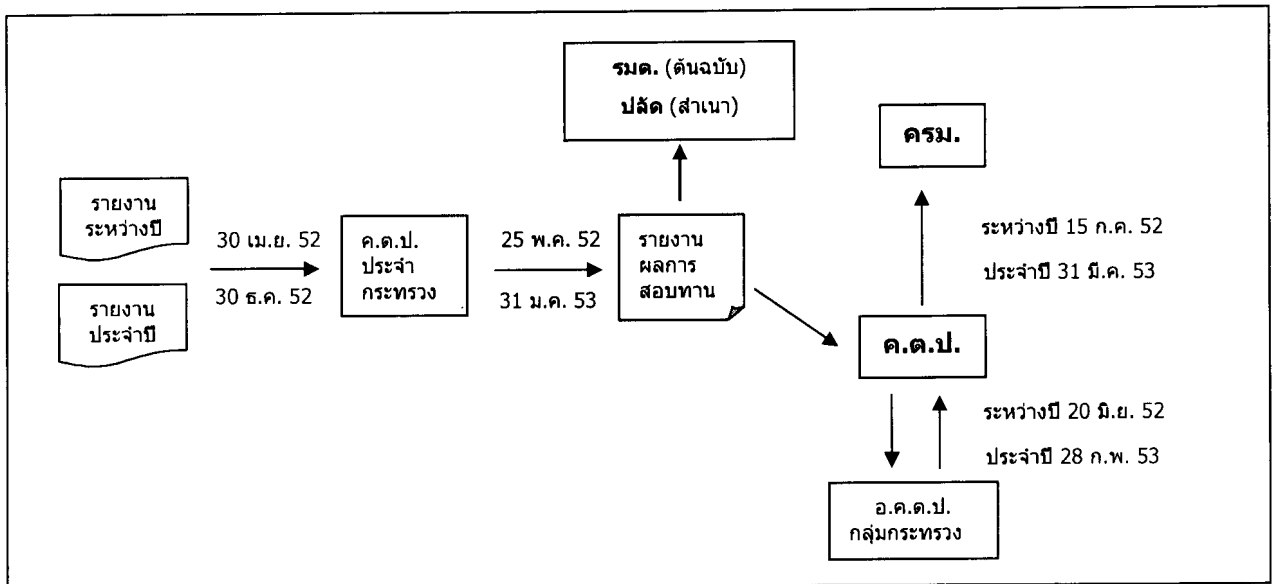 รมต. (ต้นฉบับ)
ปลัด (สำเนา)
ครม.
รายงาน
ระหว่างปี
30 เม.ย. 52
ค.ต.ป.
ประจำ
กระทรวง
25 พ.ค. 52
รายงาน
ผลการ
สอบทาน
ระหว่างปี 15 ก.ค. 52
ประจำปี 31 มี.ค. 53
30 ธ.ค. 52
31 ม.ค. 53
รายงาน
ประจำปี
ค.ต.ป.
ระหว่างปี 20 มิ.ย. 52
ประจำปี 28 ก.พ. 53
อ.ค.ต.ป.
กลุ่มกระทรวง